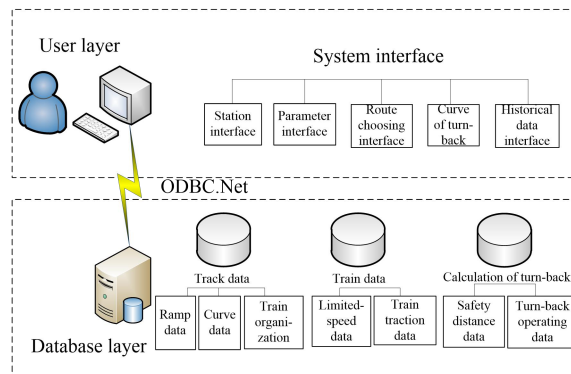 User layer
System interface
Station
interface
Parameter
interface
Route
choosing
interface
Curve
of turn-
back
Historical
data
interface
ODBC.Net
Track data
Train data
Calculation of turn-back
Ramp
data
Curve
data
Train
organi-
zation
Limited-
speed
data
Train
traction
data
Safety
distance
data
Turn-back
operating
data
Database layer